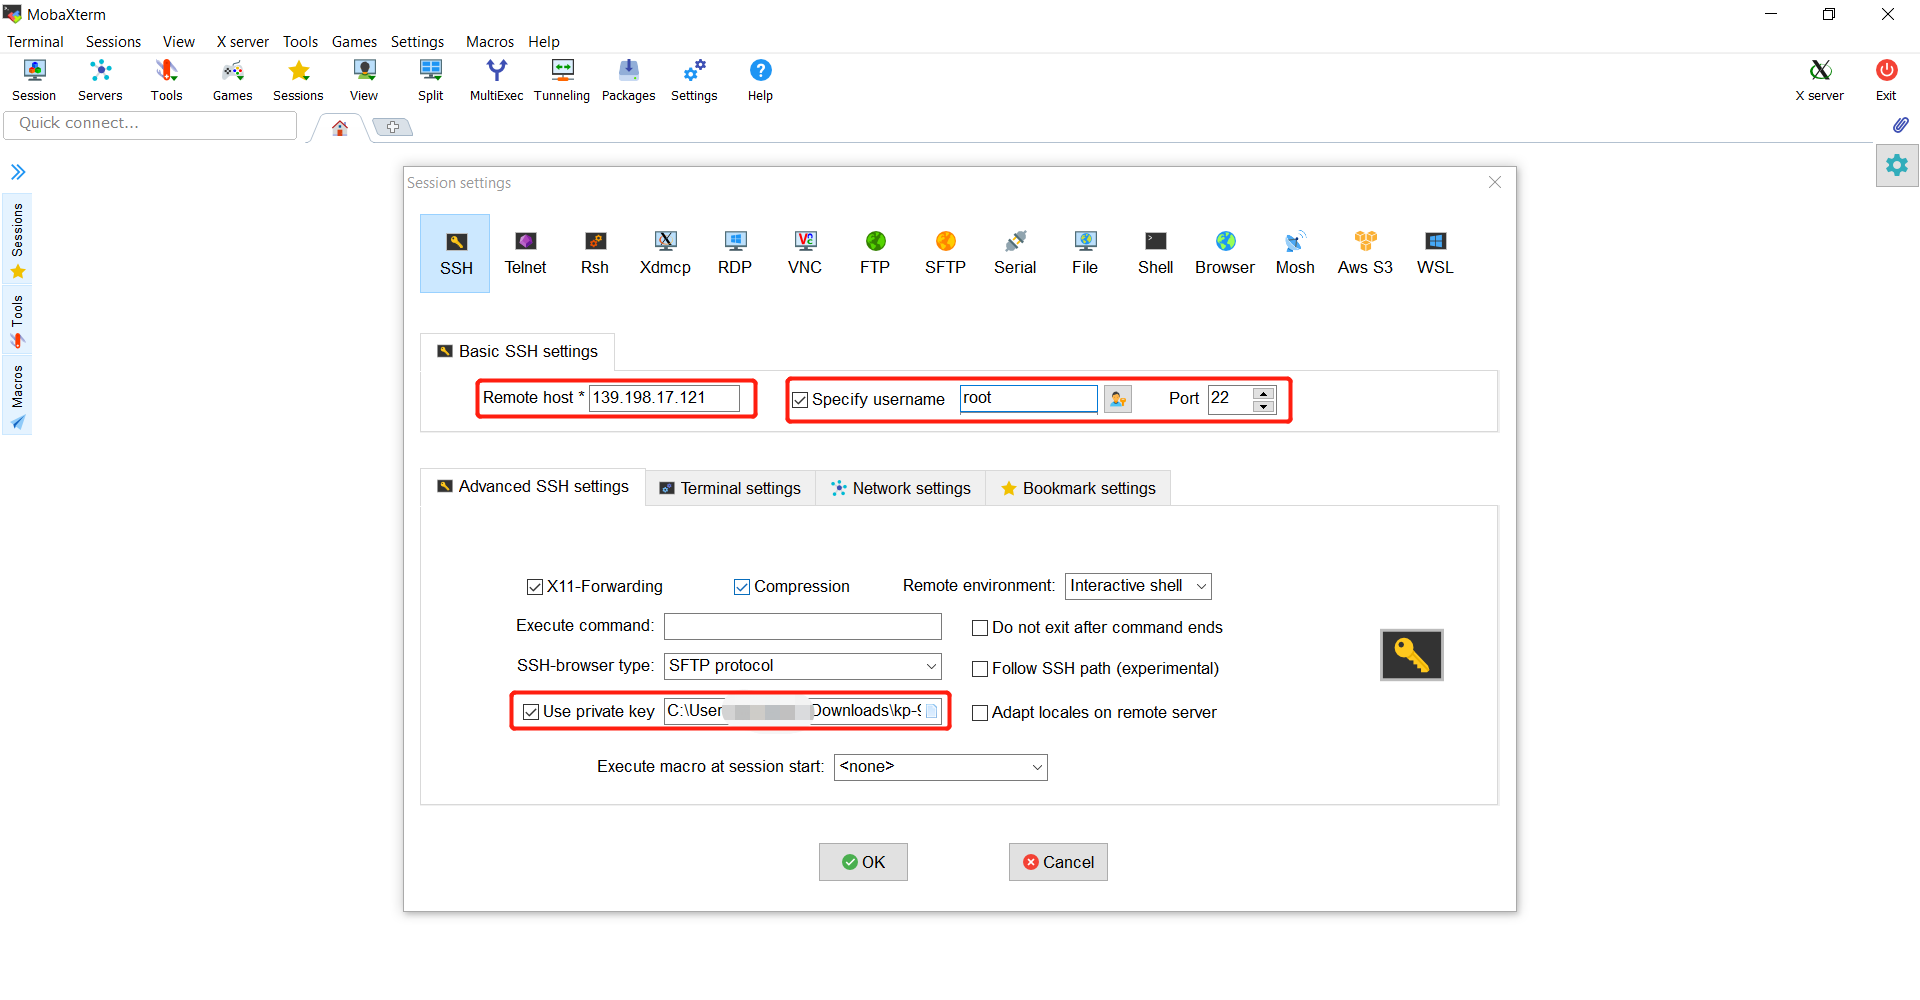 MobaXterm
Terminal Sessions View X server Tools Games Settings Macros Help
Session Servers Tools Games Sessions View Split MultiExec Tunneling Packages Settings Help X server Exit
Quick connect...
Sessions
Tools
Macros
Session settings
SSH Telnet Rsh Xdmcp RDP VNC FTP SFTP Serial File Shell Browser Mosh Aws S3 WSL
Basic SSH settings
Remote host * 139.198.17.121 Specify username root Port 22
Advanced SSH settings Terminal settings Network settings Bookmark settings
X11-Forwarding Compression Remote environment: Interactive shell
Execute command: Do not exit after command ends
SSH-browser type: SFTP protocol Follow SSH path (experimental)
Use private key C:\User Downloads\kp-9 Adapt locales on remote server
Execute macro at session start: <none>
OK Cancel